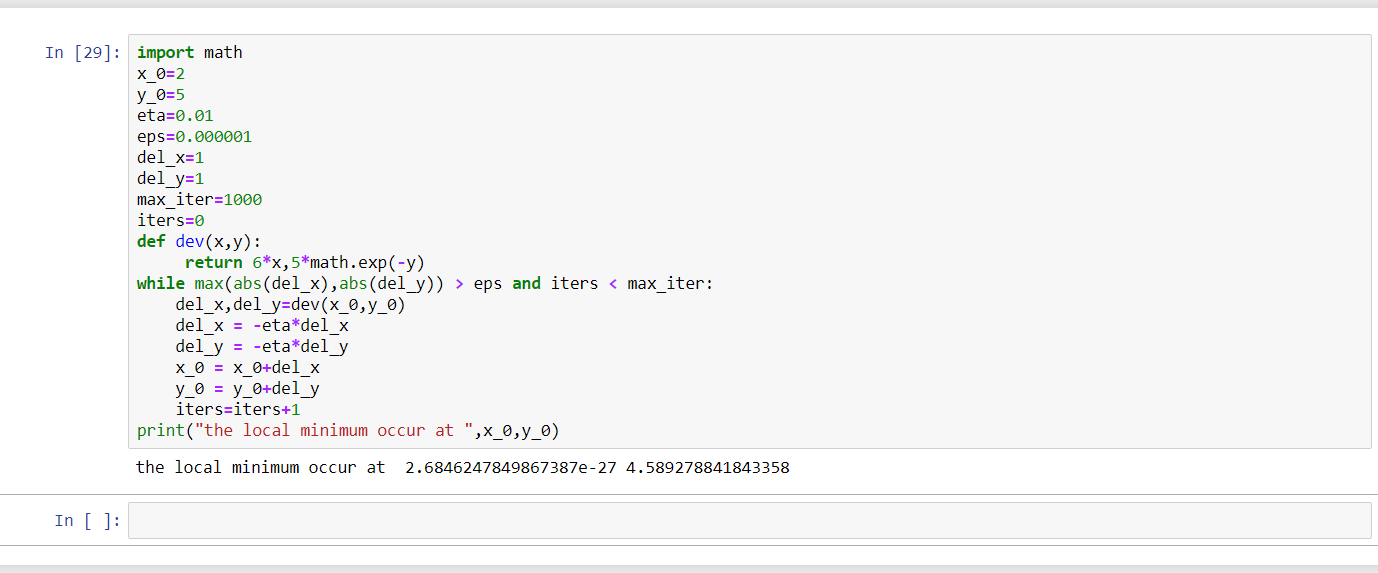 In [29]:
import math
x_0=2
y_0=5
eta=0.01
eps=0.000001
del_x=1
del_y=1
max_iter=1000
iters=0
def dev(x,y):
     return 6*x,5*math.exp(-y)
while max(abs(del_x),abs(del_y)) > eps and iters < max_iter:
    del_x,del_y=dev(x_0,y_0)
    del_x = -eta*del_x
    del_y = -eta*del_y
    x_0 = x_0+del_x
    y_0 = y_0+del_y
    iters=iters+1
print("the local minimum occur at ",x_0,y_0)
the local minimum occur at  2.6846247849867387e-27 4.589278841843358
In [ ]: